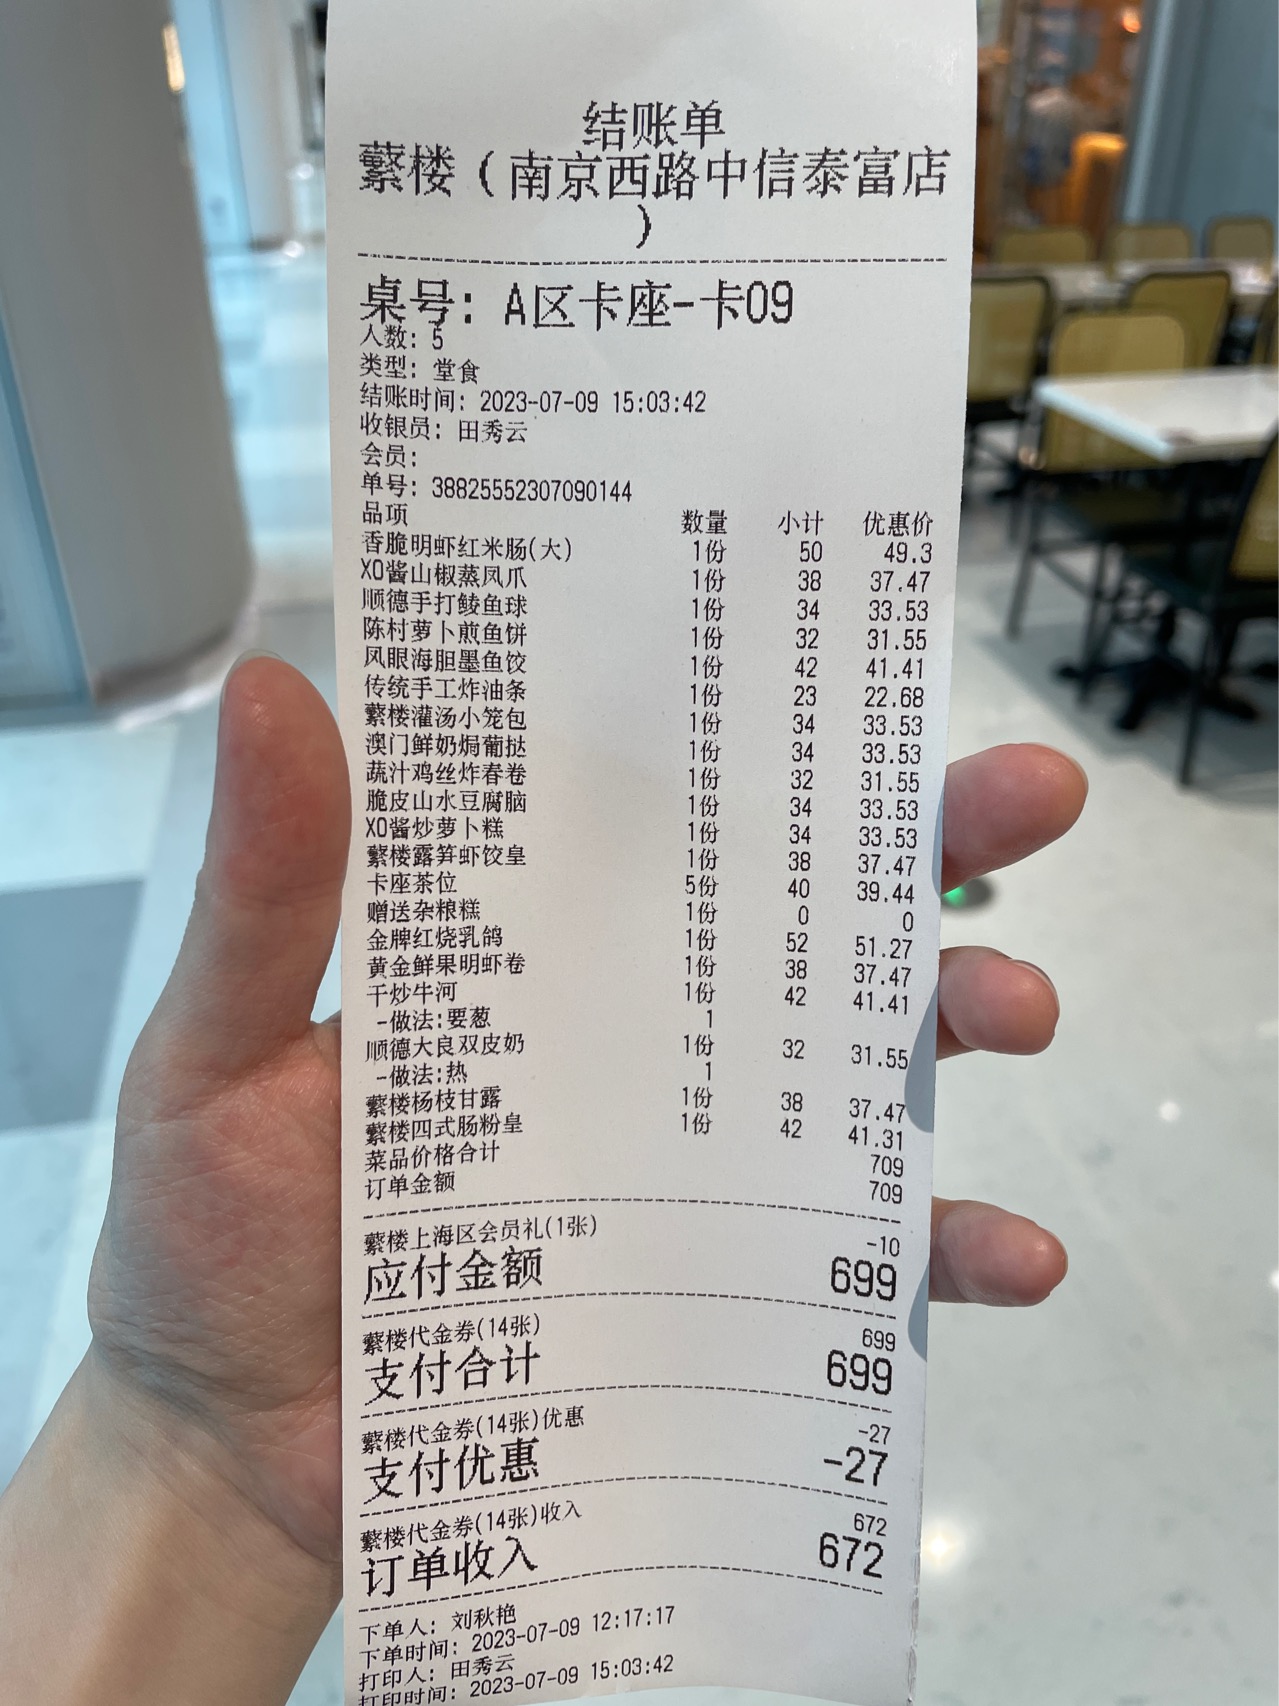 结账单
蘩楼（南京西路中信泰富店
）
桌号：A区卡座-卡09
人数：5
类型：堂食
结账时间：2023-07-09 15:03:42
收银员：田秀云
会员：
单号：38825552307090144
品项 数量 小计 优惠价
香脆明虾红米肠(大) 1份 50 49.3
XO酱山椒蒸凤爪 1份 38 37.47
顺德手打鲮鱼球 1份 34 33.53
陈村萝卜煎鱼饼 1份 32 31.55
凤眼海胆墨鱼饺 1份 42 41.41
传统手工炸油条 1份 23 22.68
蘩楼灌汤小笼包 1份 34 33.53
澳门鲜奶焗葡挞 1份 34 33.53
蔬汁鸡丝炸春卷 1份 32 31.55
脆皮山水豆腐脑 1份 34 33.53
XO酱炒萝卜糕 1份 34 33.53
蘩楼露笋虾饺皇 1份 38 37.47
卡座茶位 5份 40 39.44
赠送杂粮糕 1份 0 0
金牌红烧乳鸽 1份 52 51.27
黄金鲜果明虾卷 1份 38 37.47
干炒牛河 1份 42 41.41
-做法:要葱 1
顺德大良双皮奶 1份 32 31.55
-做法:热 1
蘩楼杨枝甘露 1份 38 37.47
蘩楼四式肠粉皇 1份 42 41.31
菜品价格合计 709
订单金额 709
蘩楼上海区会员礼(1张) -10
应付金额 699
蘩楼代金券(14张) 699
支付合计 699
蘩楼代金券(14张)优惠 -27
支付优惠 -27
蘩楼代金券(14张)收入 672
订单收入 672
下单人：刘秋艳
下单时间：2023-07-09 12:17:17
打印人：田秀云
打印时间：2023-07-09 15:03:42